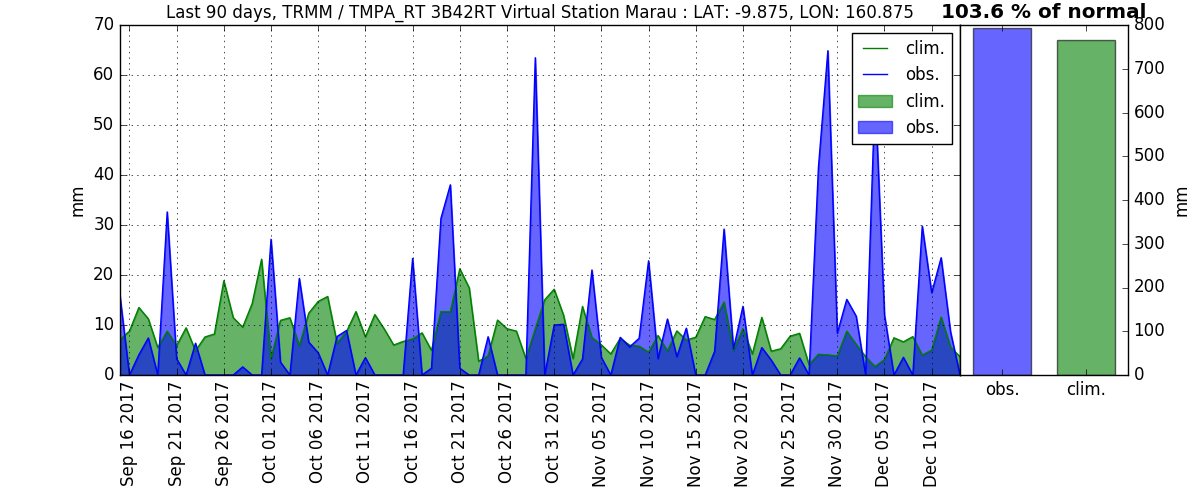 Last 90 days, TRMM / TMPA_RT 3B42RT Virtual Station Marau : LAT: -9.875, LON: 160.875
103.6 % of normal
70
60
50
40
30
20
10
0
mm
clim.
obs.
clim.
obs.
Sep 16 2017
Sep 21 2017
Sep 26 2017
Oct 01 2017
Oct 06 2017
Oct 11 2017
Oct 16 2017
Oct 21 2017
Oct 26 2017
Oct 31 2017
Nov 05 2017
Nov 10 2017
Nov 15 2017
Nov 20 2017
Nov 25 2017
Nov 30 2017
Dec 05 2017
Dec 10 2017
800
700
600
500
400
300
200
100
0
mm
obs.
clim.